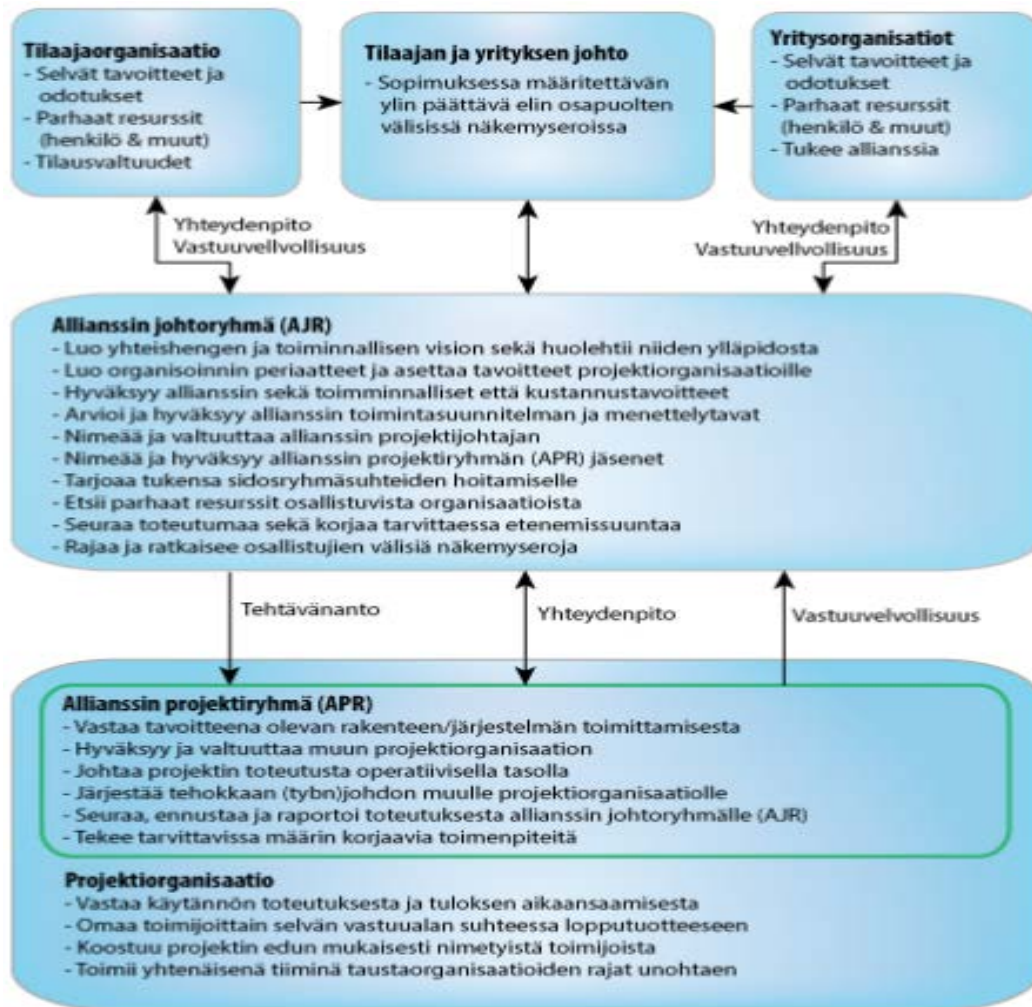 Tilaajaorganisaatio
- Selvät tavoitteet ja
odotukset
- Parhaat resurssit
(henkilö & muut)
- Tilausvaltuudet
Tilaajan ja yrityksen johto
- Sopimuksessa määritettävän
ylin päättävä elin osapuolten
välisissä näkemyseroissa
Yritysorganisatiot
- Selvät tavoitteet ja
odotukset
- Parhaat resurssit
(henkilö & muut)
- Tukee allianssia
Yhteydenpito
Vastuuvellvollisuus
Yhteydenpito
Vastuuvellvollisuus
Allianssin johtoryhmä (AJR)
- Luo yhteishengen ja toiminnallisen vision sekä huolehtii niiden ylläpidosta
- Luo organisoinnin periaatteet ja asettaa tavoitteet projektiorganisaatioille
- Hyväksyy allianssin sekä toimminnalliset että kustannustavoitteet
- Arvioi ja hyväksyy allianssin toimintasuunnitelman ja menettelytavat
- Nimeää ja valtuuttaa allianssin projektijohtajan
- Nimeää ja hyväksyy allianssin projektiryhmän (APR) jäsenet
- Tarjoaa tukensa sidosryhmäsuhteiden hoitamiselle
- Etsii parhaat resurssit osallistuvista organisaatioista
- Seuraa toteutumaa sekä korjaa tarvittaessa etenemissuuntaa
- Rajaa ja ratkaisee osallistujien välisiä näkemyseroja
Tehtävänanto
Yhteydenpito
Vastuuvelvollisuus
Allianssin projektiryhmä (APR)
- Vastaa tavoitteena olevan rakenteen/järjestelmän toimittamisesta
- Hyväksyy ja valtuuttaa muun projektiorganisaation
- Johtaa projektin toteutusta operatiivisella tasolla
- Järjestää tehokkaan (tybn)johdon muulle projektiorganisaatiolle
- Seuraa, ennustaa ja raportoi toteutuksesta allianssin johtoryhmälle (AJR)
- Tekee tarvittavissa määrin korjaavia toimenpiteitä
Projektiorganisaatio
- Vastaa käytännön toteutuksesta ja tuloksen aikaansaamisesta
- Omaa toimijoittain selvän vastuualan suhteessa lopputuotteeseen
- Koostuu projektin edun mukaisesti nimetyistä toimijoista
- Toimii yhtenäisenä tiiminä taustaorganisaatioiden rajat unohtaen